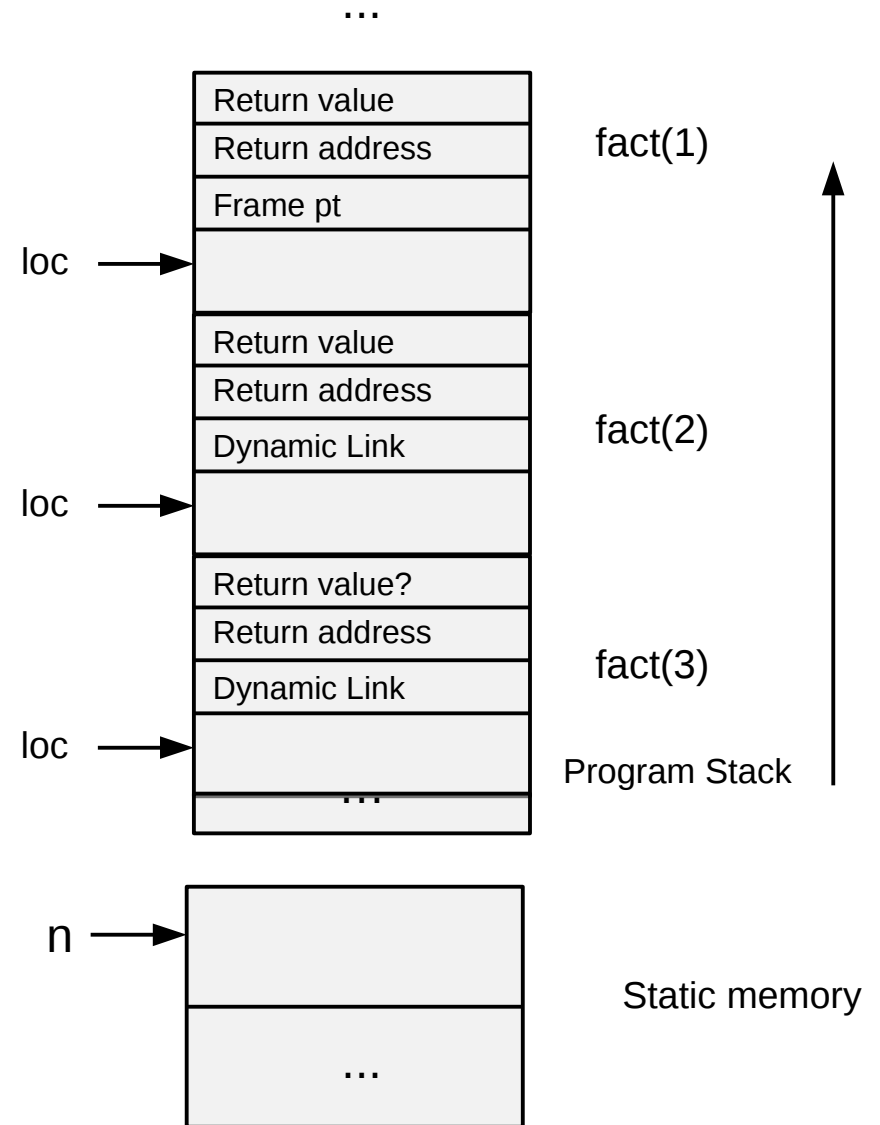 ...
Return value
Return address
fact(1)
Frame pt
loc
Return value
Return address
fact(2)
Dynamic Link
loc
Return value?
Return address
fact(3)
Dynamic Link
loc
Program Stack
...
n
Static memory
...